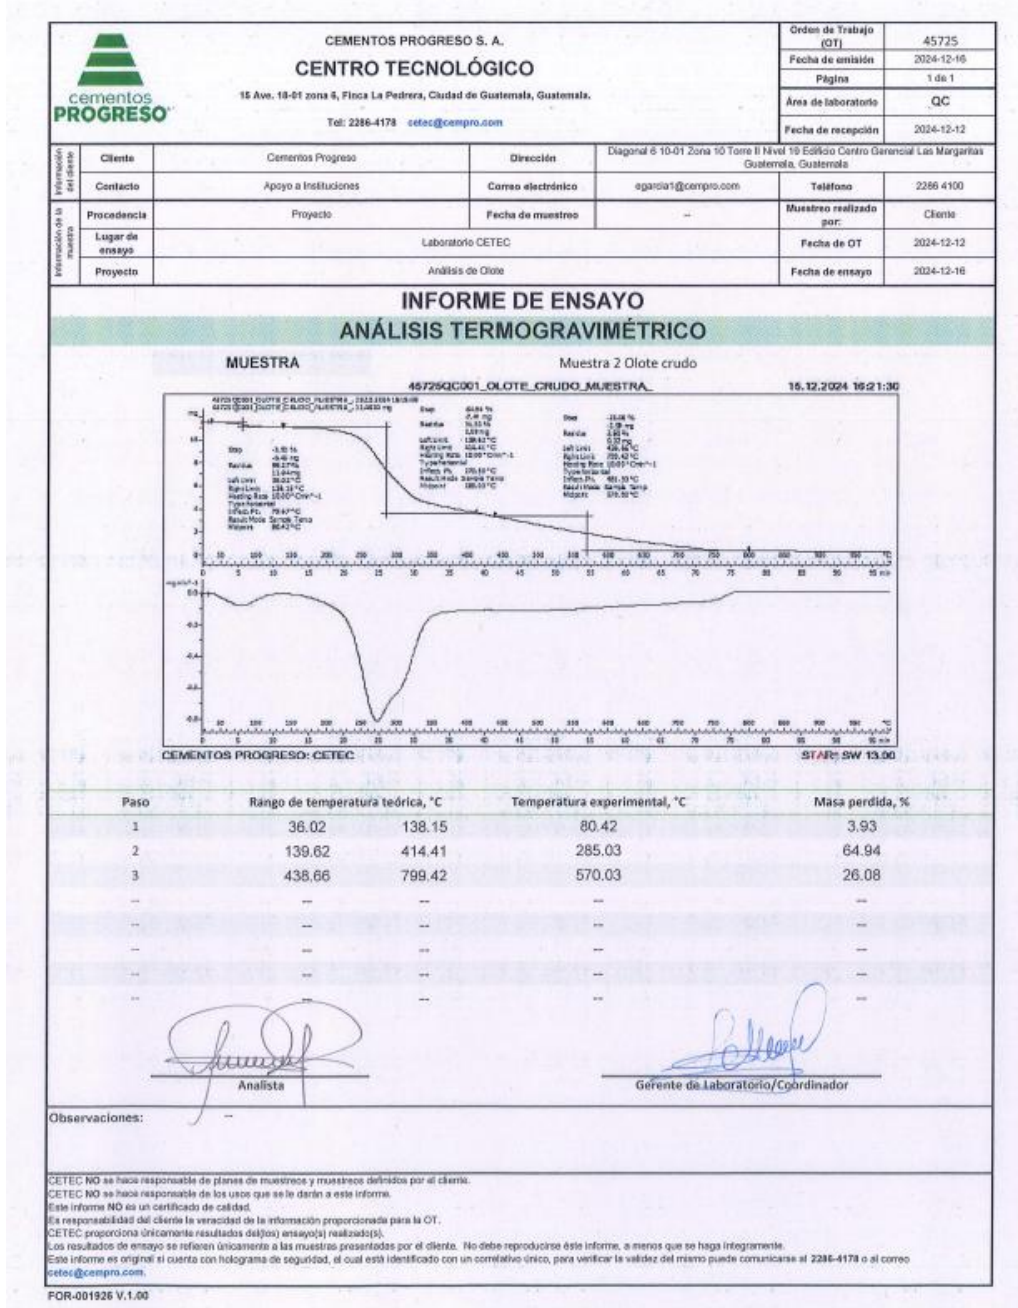 cementos
PROGRESO
CEMENTOS PROGRESO S. A.
CENTRO TECNOLÓGICO
15 Ave. 18-01 zona 6, Finca La Pedrera, Ciudad de Guatemala, Guatemala.
Tel: 2286-4178 cetec@cempro.com
Orden de Trabajo (OT) 45725
Fecha de emisión 2024-12-16
Página 1 de 1
Área de laboratorio QC
Fecha de recepción 2024-12-12
Información del cliente
Cliente Cementos Progreso Dirección Diagonal 6 10-01 Zona 10 Torre II Nivel 19 Edificio Centro Gerencial Las Margaritas Guatemala, Guatemala
Contacto Apoyo a Instituciones Correo electrónico egarcia1@cempro.com Teléfono 2286 4100
Información de la muestra
Procedencia Proyecto Fecha de muestreo -- Muestreo realizado por: Cliente
Lugar de ensayo Laboratorio CETEC Fecha de OT 2024-12-12
Proyecto Análisis de Olote Fecha de ensayo 2024-12-16
INFORME DE ENSAYO
ANÁLISIS TERMOGRAVIMÉTRICO
MUESTRA Muestra 2 Olote crudo
45725QC001_OLOTE_CRUDO_MUESTRA_ 16.12.2024 16:21:30
CEMENTOS PROGRESO: CETEC STARe SW 13.00
Paso Rango de temperatura teórica, °C Temperatura experimental, °C Masa perdida, %
1 36.02 138.15 80.42 3.93
2 139.62 414.41 285.03 64.94
3 438.66 799.42 570.03 26.08
-- -- -- -- --
-- -- -- -- --
-- -- -- -- --
-- -- -- -- --
-- -- -- -- --
Analista Gerente de Laboratorio/Coordinador
Observaciones: --
CETEC NO se hace responsable de planes de muestreos y muestreos definidos por el cliente.
CETEC NO se hace responsable de los usos que se le darán a este informe.
Este informe NO es un certificado de calidad.
Es responsabilidad del cliente la veracidad de la información proporcionada para la OT.
CETEC proporciona únicamente resultados del(los) ensayo(s) realizado(s).
Los resultados de ensayo se refieren únicamente a las muestras presentadas por el cliente. No debe reproducirse éste informe, a menos que se haga íntegramente.
Este informe es original si cuenta con holograma de seguridad, el cual está identificado con un correlativo único, para verificar la validez del mismo puede comunicarse al 2286-4178 o al correo
cetec@cempro.com.
FOR-001926 V.1.00